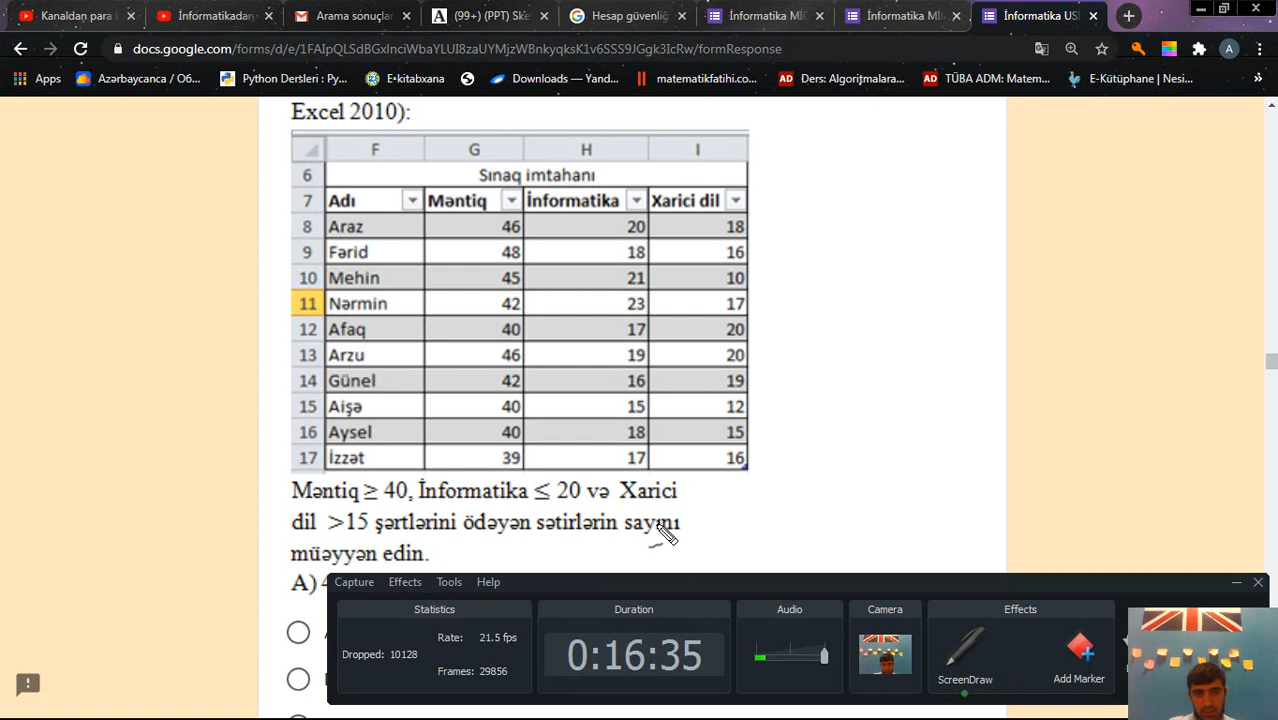 Kanaldan para k
İnformatikadan
Arama sonuçlar
(99+) (PPT) Ske
Hesap güvenliğ
İnformatika MİQ
İnformatika
İnformatika USİ
docs.google.com/forms/d/e/1FAIpQLSdBGxlnciWbaYLUI8zaUYMjzWBnkyqksK1v6SSS9JGgk3IcRw/formResponse
A
Apps
Azərbaycanca / Об...
Python Dersleri : Py...
E•kitabxana
Downloads — Yand...
matematikfatihi.co...
Ders: Algoriţmalara...
TÜBA ADM: Matem...
E-Kütüphane | Nesi...
Excel 2010):
F G H I
6 Sınaq imtahanı
7 Adı Məntiq İnformatika Xarici dil
8 Araz 46 20 18
9 Fərid 48 18 16
10 Mehin 45 21 10
11 Nərmin 42 23 17
12 Afaq 40 17 20
13 Arzu 46 19 20
14 Günel 42 16 19
15 Aişə 40 15 12
16 Aysel 40 18 15
17 İzzət 39 17 16
Məntiq ≥ 40, İnformatika ≤ 20 və Xarici
dil >15 şərtlərini ödəyən sətirlərin sayını
müəyyən edin.
A)
Capture Effects Tools Help
Statistics
Rate: 21.5 fps
Dropped: 10128
Frames: 29856
Duration
0:16:35
Audio
Camera
Effects
ScreenDraw
Add Marker